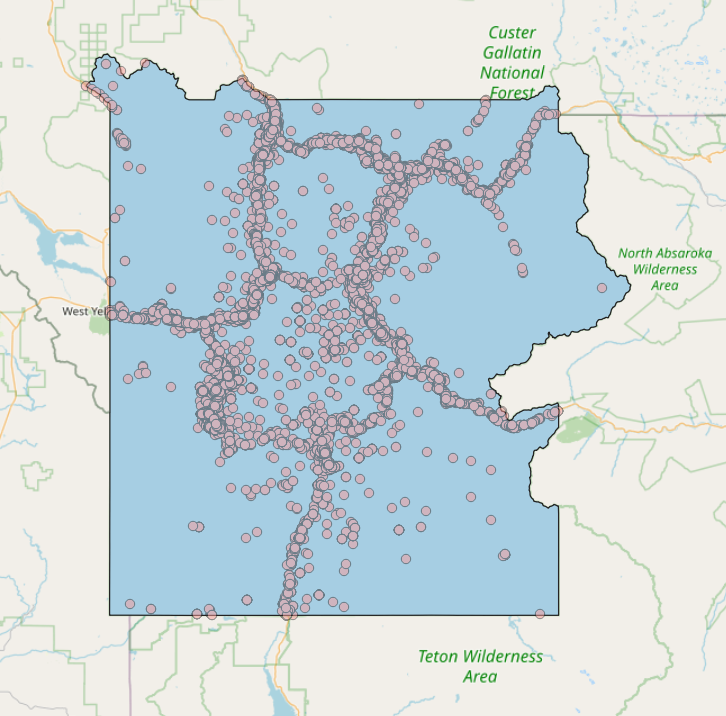 Custer
Gallatin
National
Forest
North Absaroka
Wilderness
Area
West Yel
Teton Wilderness
Area